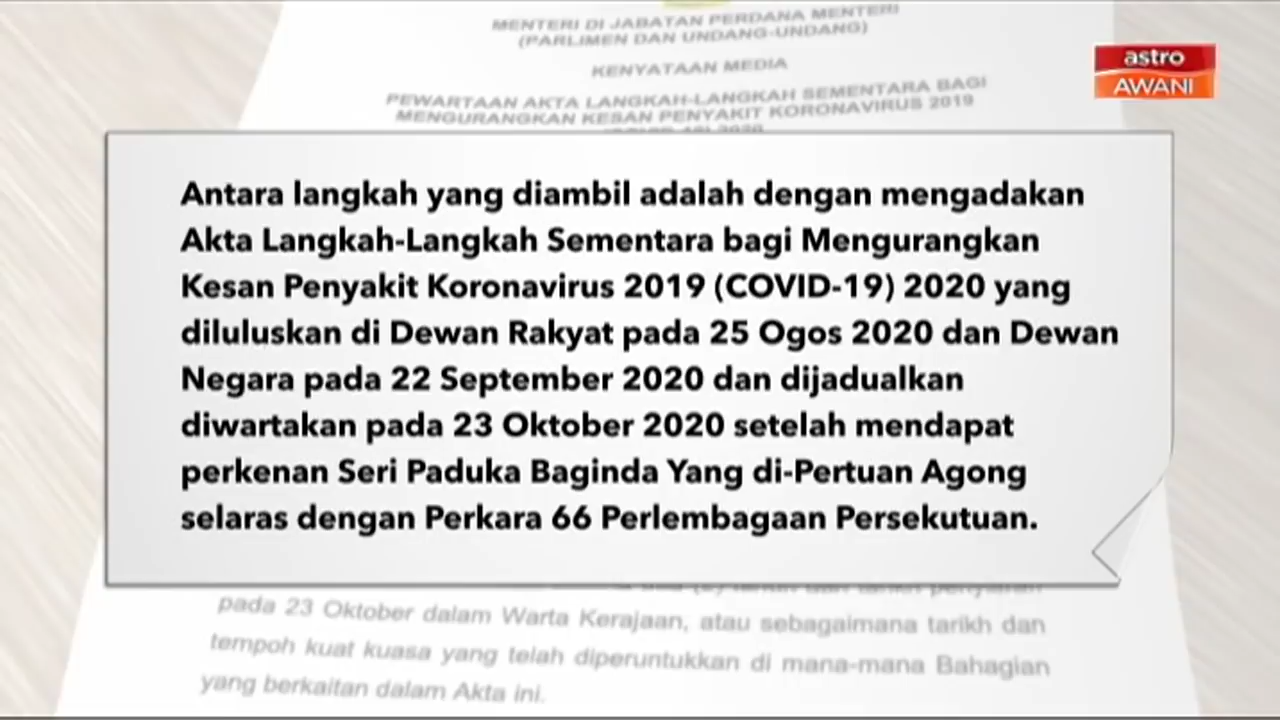 MENTERI DI JABATAN PERDANA MENTERI
(PARLIMEN DAN UNDANG-UNDANG)
KENYATAAN MEDIA
PEWARTAAN AKTA LANGKAH-LANGKAH SEMENTARA BAGI
MENGURANGKAN KESAN PENYAKIT KORONAVIRUS 2019
astro
AWANI
Antara langkah yang diambil adalah dengan mengadakan
Akta Langkah-Langkah Sementara bagi Mengurangkan
Kesan Penyakit Koronavirus 2019 (COVID-19) 2020 yang
diluluskan di Dewan Rakyat pada 25 Ogos 2020 dan Dewan
Negara pada 22 September 2020 dan dijadualkan
diwartakan pada 23 Oktober 2020 setelah mendapat
perkenan Seri Paduka Baginda Yang di-Pertuan Agong
selaras dengan Perkara 66 Perlembagaan Persekutuan.
pada 23 Oktober dalam Warta Kerajaan, atau sebagaimana tarikh dan
tempoh kuat kuasa yang telah diperuntukkan di mana-mana Bahagian
yang berkaitan dalam Akta ini.